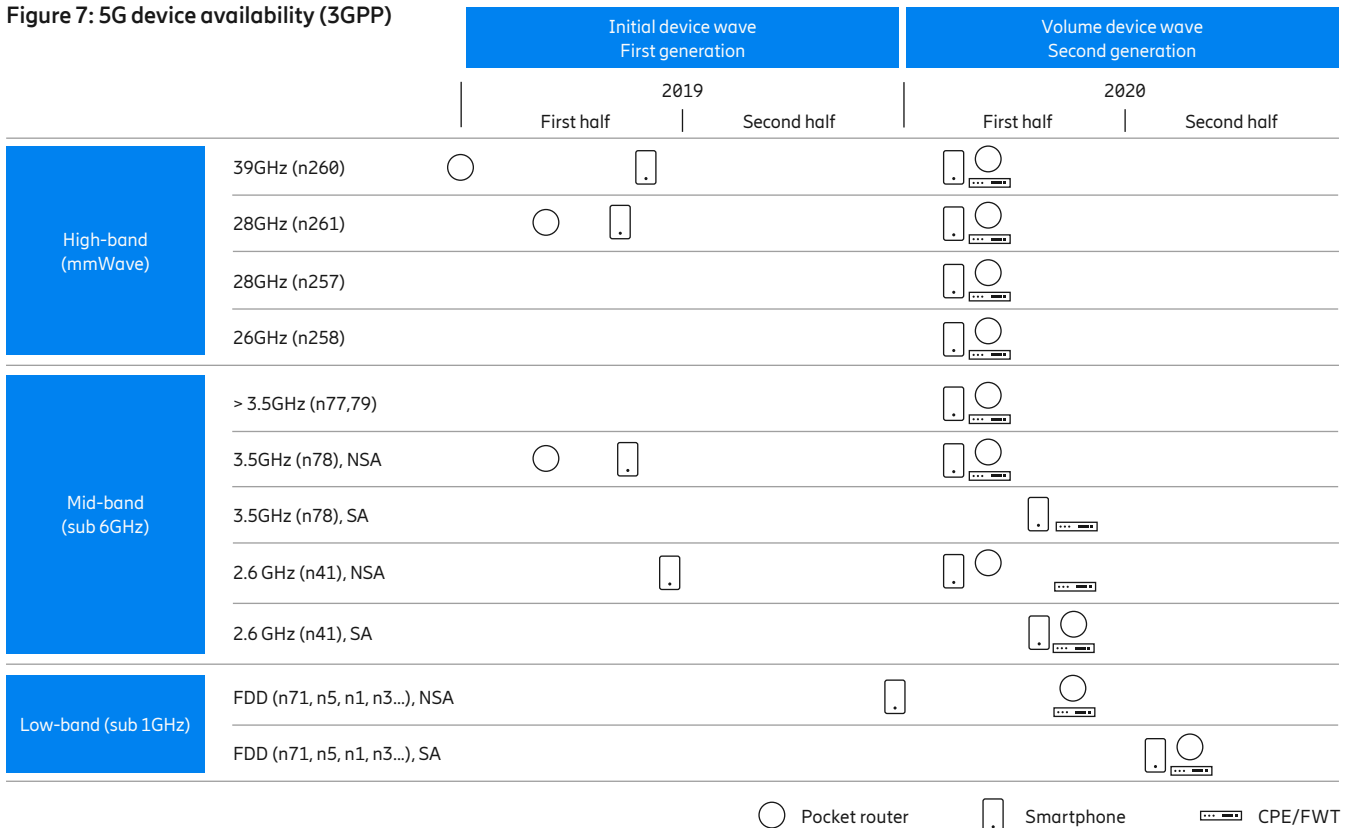 Figure 7: 5G device availability (3GPP)
Initial device wave
First generation
Volume device wave
Second generation
2019
2020
First half
Second half
First half
Second half
High-band
(mmWave)
39GHz (n260)
28GHz (n261)
28GHz (n257)
26GHz (n258)
Mid-band
(sub 6GHz)
> 3.5GHz (n77,79)
3.5GHz (n78), NSA
3.5GHz (n78), SA
2.6 GHz (n41), NSA
2.6 GHz (n41), SA
Low-band (sub 1GHz)
FDD (n71, n5, n1, n3...), NSA
FDD (n71, n5, n1, n3...), SA
Pocket router
Smartphone
CPE/FWT